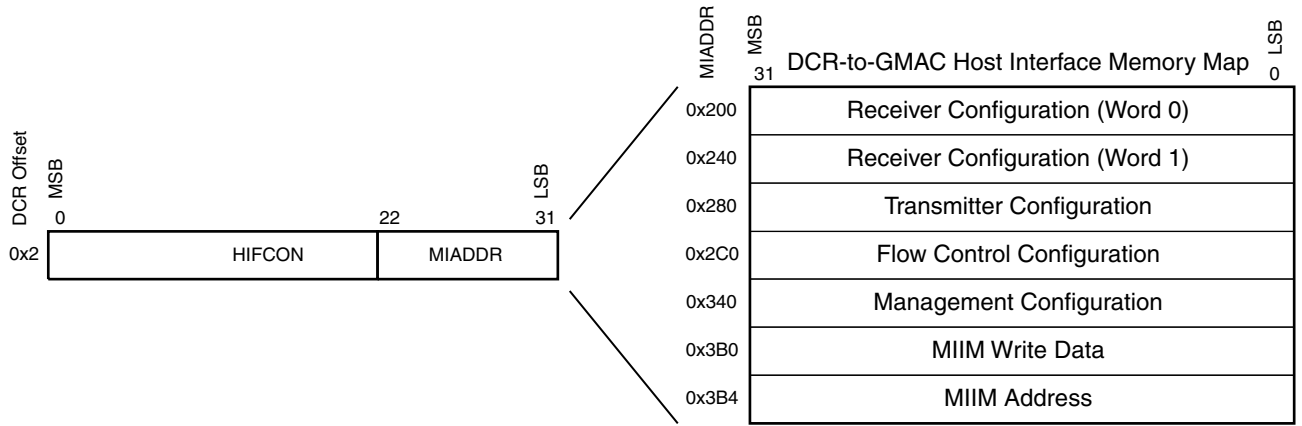 DCR Offset
MSB
LSB
0
22
31
0x2
HIFCON
MIADDR
MIADDR
MSB
LSB
31
DCR-to-GMAC Host Interface Memory Map
0
0x200
Receiver Configuration (Word 0)
0x240
Receiver Configuration (Word 1)
0x280
Transmitter Configuration
0x2C0
Flow Control Configuration
0x340
Management Configuration
0x3B0
MIIM Write Data
0x3B4
MIIM Address